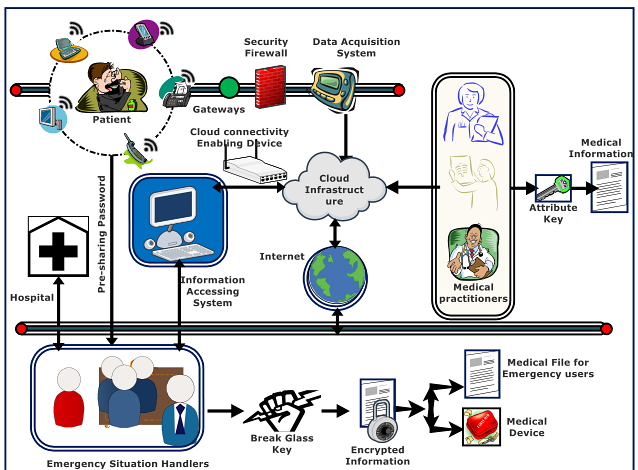 Security
Firewall
Data Acquisition
System
Patient
Gateways
Cloud connectivity
Enabling Device
Medical
Information
Cloud
Infrastruct
ure
Attribute
Key
Pre-sharing Password
Internet
Information
Accessing
System
Medical
practitioners
Hospital
Medical File for
Emergency users
Medical
Device
Break Glass
Key
Encrypted
Information
Emergency Situation Handlers